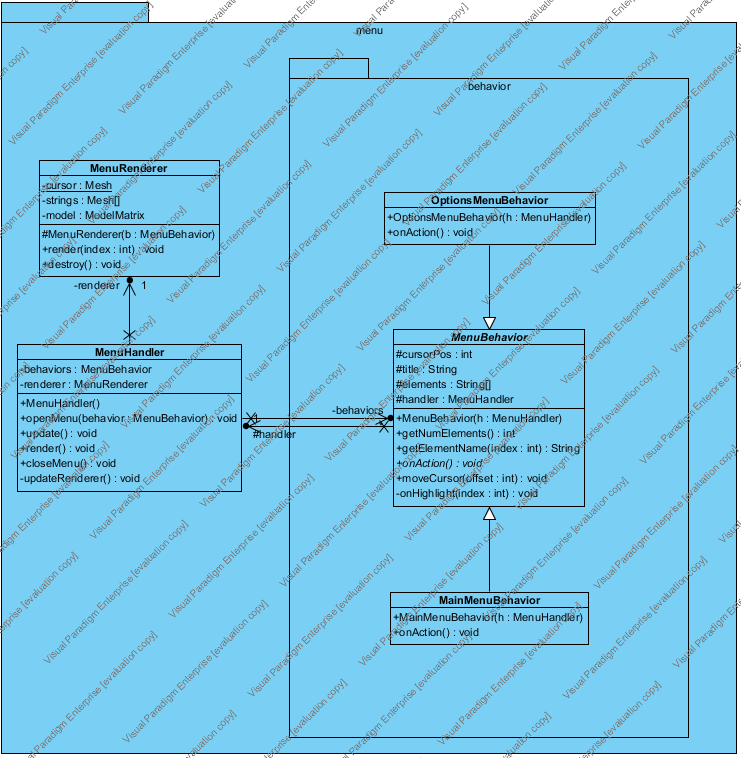 menu
behavior
MenuRenderer
-cursor : Mesh
-strings : Mesh[]
-model : ModelMatrix
#MenuRenderer(b : MenuBehavior)
+render(index : int) : void
+destroy() : void
-renderer
1
MenuHandler
-behaviors : MenuBehavior
-renderer : MenuRenderer
+MenuHandler()
+openMenu(behavior : MenuBehavior) : void
+update() : void
+render() : void
+closeMenu() : void
-updateRenderer() : void
-behaviors
#handler
OptionsMenuBehavior
+OptionsMenuBehavior(h : MenuHandler)
+onAction() : void
MenuBehavior
#cursorPos : int
#title : String
#elements : String[]
#handler : MenuHandler
+MenuBehavior(h : MenuHandler)
+getNumElements() : int
+getElementName(index : int) : String
+onAction() : void
+moveCursor(offset : int) : void
-onHighlight(index : int) : void
MainMenuBehavior
+MainMenuBehavior(h : MenuHandler)
+onAction() : void
Visual Paradigm Enterprise [evaluation copy]